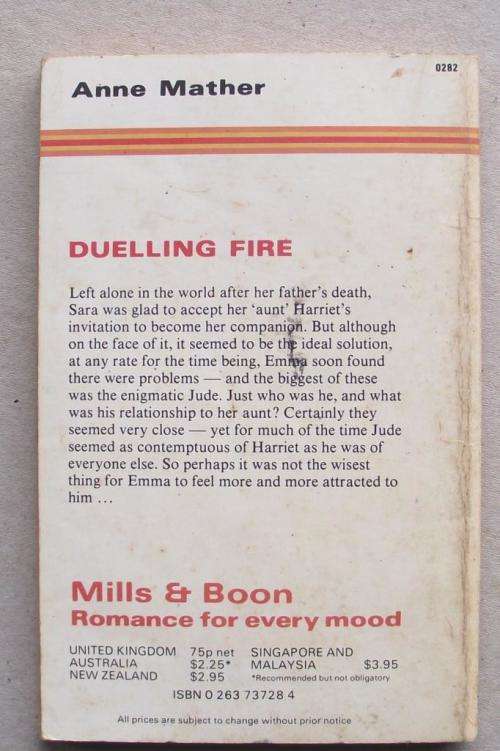 0282
Anne Mather
DUELLING FIRE
Left alone in the world after her father's death,
Sara was glad to accept her 'aunt' Harriet's
invitation to become her companion. But although
on the face of it, it seemed to be the ideal solution,
at any rate for the time being, Emma soon found
there were problems — and the biggest of these
was the enigmatic Jude. Just who was he, and what
was his relationship to her aunt? Certainly they
seemed very close — yet for much of the time Jude
seemed as contemptuous of Harriet as he was of
everyone else. So perhaps it was not the wisest
thing for Emma to feel more and more attracted to
him ...
Mills & Boon
Romance for every mood
UNITED KINGDOM 75p net SINGAPORE AND
AUSTRALIA $2.25* MALAYSIA $3.95
NEW ZEALAND $2.95 *Recommended but not obligatory
ISBN 0 263 73728 4
All prices are subject to change without prior notice